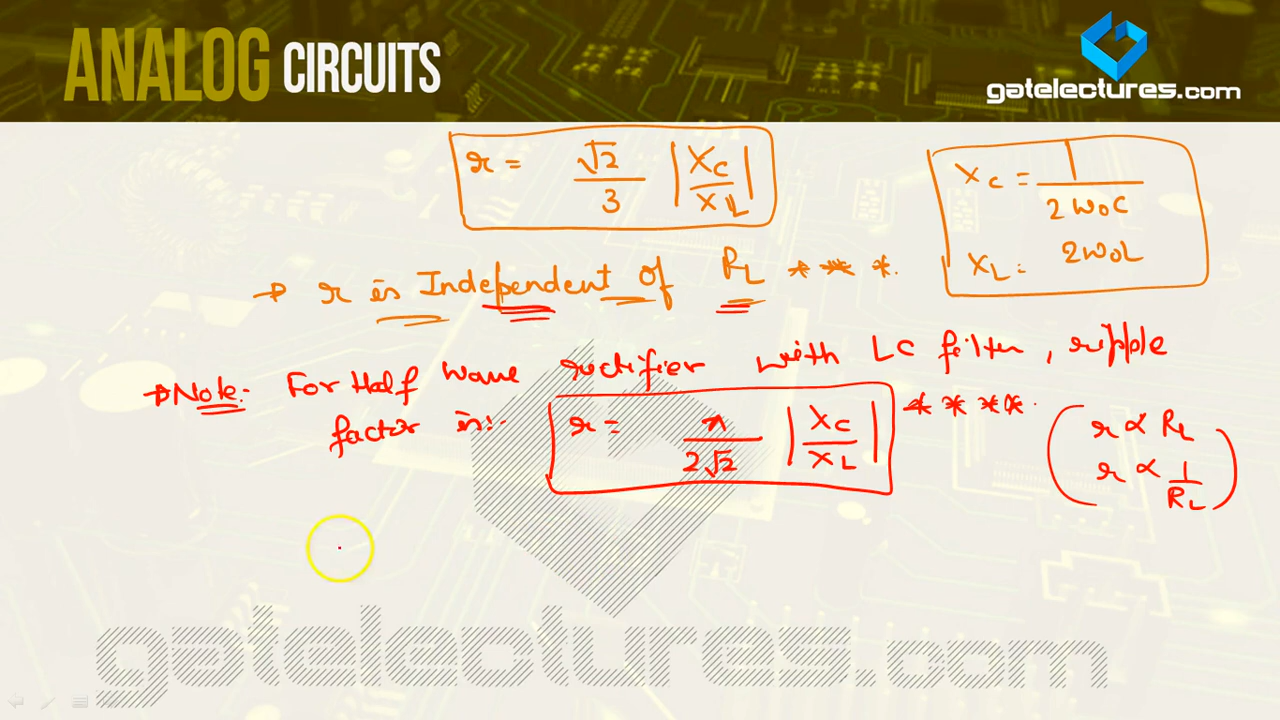 ANALOG CIRCUITS
gatelectures.com
r = √2/3 |Xc/XL|
Xc = 1/2ω₀C
XL = 2ω₀L
→ r is Independent of RL * * *.
→ Note:- For Half wave rectifier with LC filter, ripple
factor is:- r = π/2√2 |Xc/XL| * * * *.
(r ∝ RL
r ∝ 1/RL)
gatelectures.com